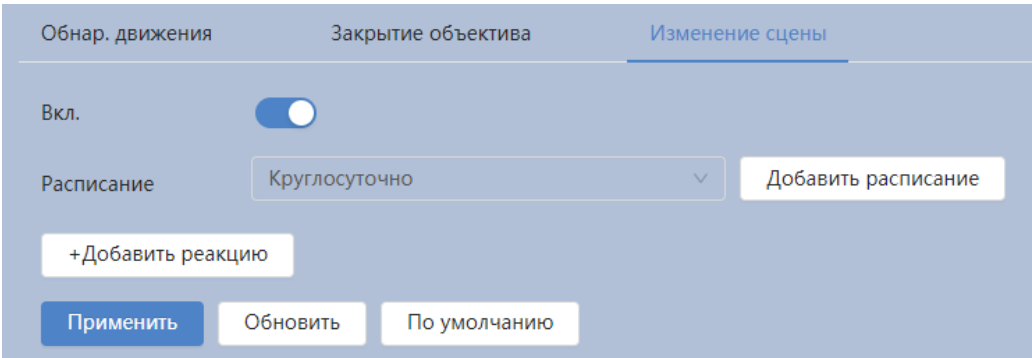 Обнар. движения Закрытие объектива Изменение сцены
Вкл.
Расписание Круглосуточно Добавить расписание
+Добавить реакцию
Применить Обновить По умолчанию